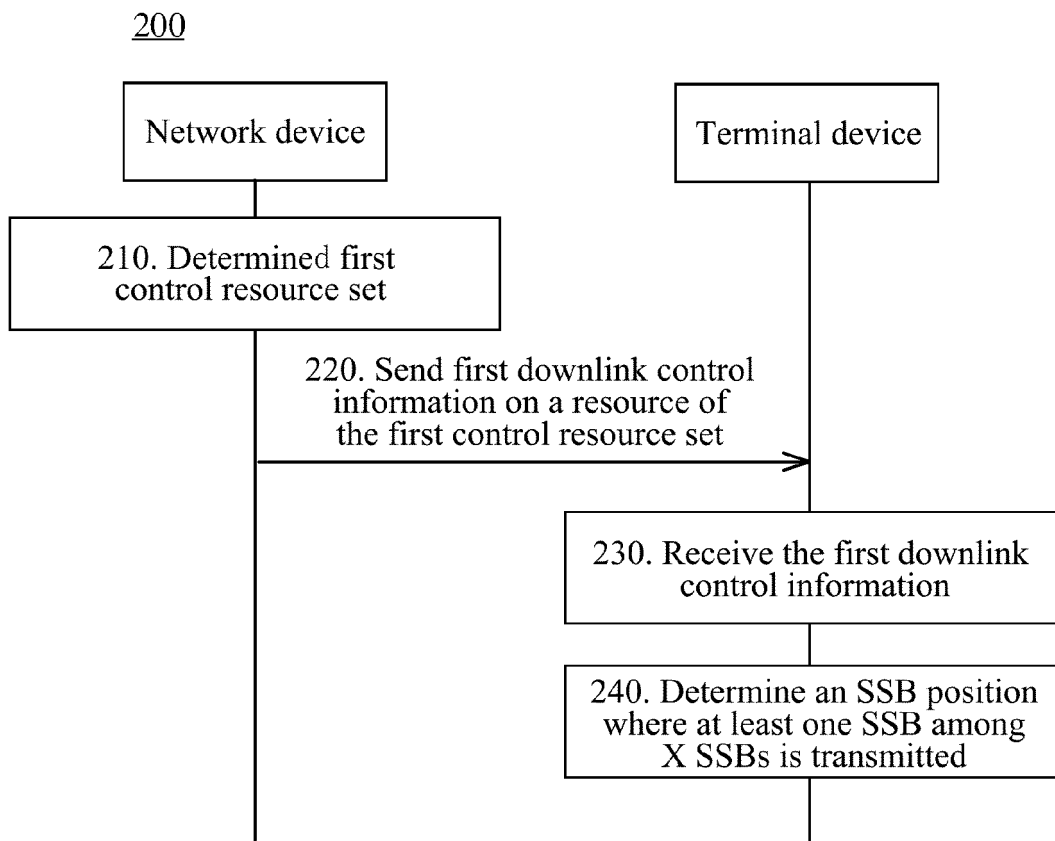 200
Network device
Terminal device
210. Determined first
control resource set
220. Send first downlink control
information on a resource of
the first control resource set
230. Receive the first downlink
control information
240. Determine an SSB position
where at least one SSB among
X SSBs is transmitted